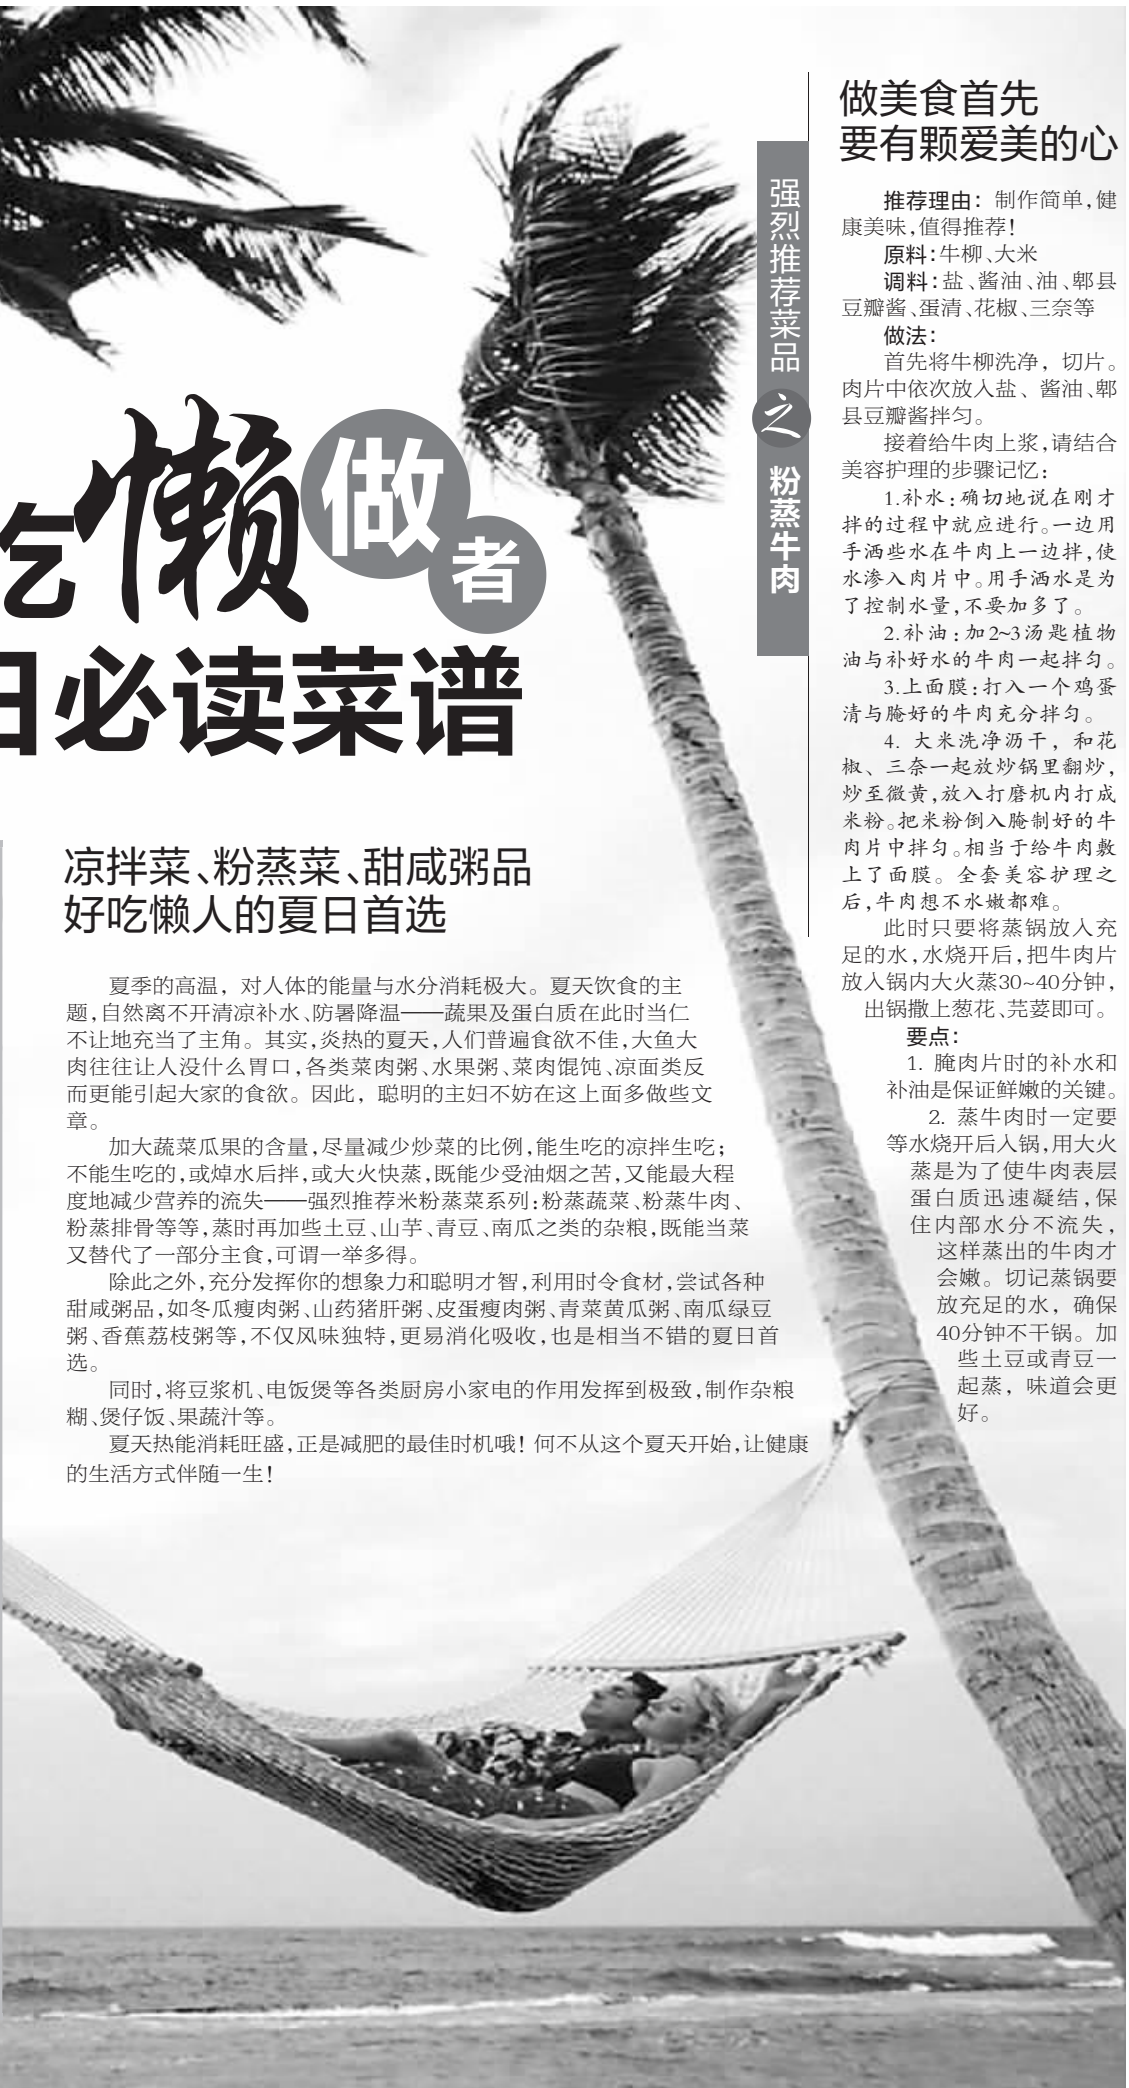 吃懒做者
日必读菜谱
凉拌菜、粉蒸菜、甜咸粥品
好吃懒人的夏日首选
夏季的高温，对人体的能量与水分消耗极大。夏天饮食的主
题，自然离不开清凉补水、防暑降温——蔬果及蛋白质在此时当仁
不让地充当了主角。其实，炎热的夏天，人们普遍食欲不佳，大鱼大
肉往往让人没什么胃口，各类菜肉粥、水果粥、菜肉馄饨、凉面类反
而更能引起大家的食欲。因此，聪明的主妇不妨在这上面多做些文
章。
加大蔬菜瓜果的含量，尽量减少炒菜的比例，能生吃的凉拌生吃；
不能生吃的，或焯水后拌，或大火快蒸，既能少受油烟之苦，又能最大程
度地减少营养的流失——强烈推荐米粉蒸菜系列：粉蒸蔬菜、粉蒸牛肉、
粉蒸排骨等等，蒸时再加些土豆、山芋、青豆、南瓜之类的杂粮，既能当菜
又替代了一部分主食，可谓一举多得。
除此之外，充分发挥你的想象力和聪明才智，利用时令食材，尝试各种
甜咸粥品，如冬瓜瘦肉粥、山药猪肝粥、皮蛋瘦肉粥、青菜黄瓜粥、南瓜绿豆
粥、香蕉荔枝粥等，不仅风味独特，更易消化吸收，也是相当不错的夏日首
选。
同时，将豆浆机、电饭煲等各类厨房小家电的作用发挥到极致，制作杂粮
糊、煲仔饭、果蔬汁等。
夏天热能消耗旺盛，正是减肥的最佳时机哦！何不从这个夏天开始，让健康
的生活方式伴随一生！
强烈推荐菜品之粉蒸牛肉
做美食首先
要有颗爱美的心
推荐理由：制作简单，健
康美味，值得推荐！
原料：牛柳、大米
调料：盐、酱油、油、郫县
豆瓣酱、蛋清、花椒、三奈等
做法：
首先将牛柳洗净，切片。
肉片中依次放入盐、酱油、郫
县豆瓣酱拌匀。
接着给牛肉上浆，请结合
美容护理的步骤记忆：
1.补水：确切地说在刚才
拌的过程中就应进行。一边用
手洒些水在牛肉上一边拌，使
水渗入肉片中。用手洒水是为
了控制水量，不要加多了。
2.补油：加2~3汤匙植物
油与补好水的牛肉一起拌匀。
3.上面膜：打入一个鸡蛋
清与腌好的牛肉充分拌匀。
4. 大米洗净沥干，和花
椒、三奈一起放炒锅里翻炒，
炒至微黄，放入打磨机内打成
米粉。把米粉倒入腌制好的牛
肉片中拌匀。相当于给牛肉敷
上了面膜。全套美容护理之
后，牛肉想不水嫩都难。
此时只要将蒸锅放入充
足的水，水烧开后，把牛肉片
放入锅内大火蒸30~40分钟，
出锅撒上葱花、芫荽即可。
要点：
1. 腌肉片时的补水和
补油是保证鲜嫩的关键。
2. 蒸牛肉时一定要
等水烧开后入锅，用大火
蒸是为了使牛肉表层
蛋白质迅速凝结，保
住内部水分不流失，
这样蒸出的牛肉才
会嫩。切记蒸锅要
放充足的水，确保
40分钟不干锅。加
些土豆或青豆一
起蒸，味道会更
好。